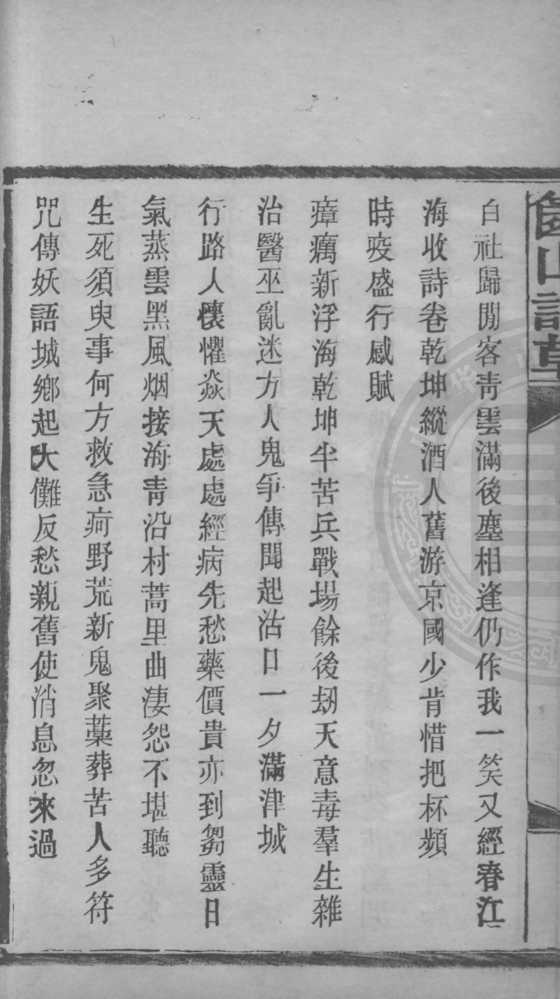 白社歸閒客靑雲滿後塵相逢仍作我一笑又經春江
海收詩卷乾坤縱酒人舊游京國少肯惜把杯頻
時疫盛行感賦
瘴癘新浮海乾坤半苦兵戰場餘後劫天意毒羣生雜
治醫巫亂迷方人鬼爭傳聞起沽口一夕滿津城
行路人懷懼炎天處處經病先愁藥價貴亦到芻靈日
氣蒸雲黑風烟接海靑沿村蒿里曲淒怨不堪聽
生死須臾事何方救急疴野荒新鬼聚藁葬苦人多符
咒傳妖語城鄉起大儺反愁親舊使消息忽來過